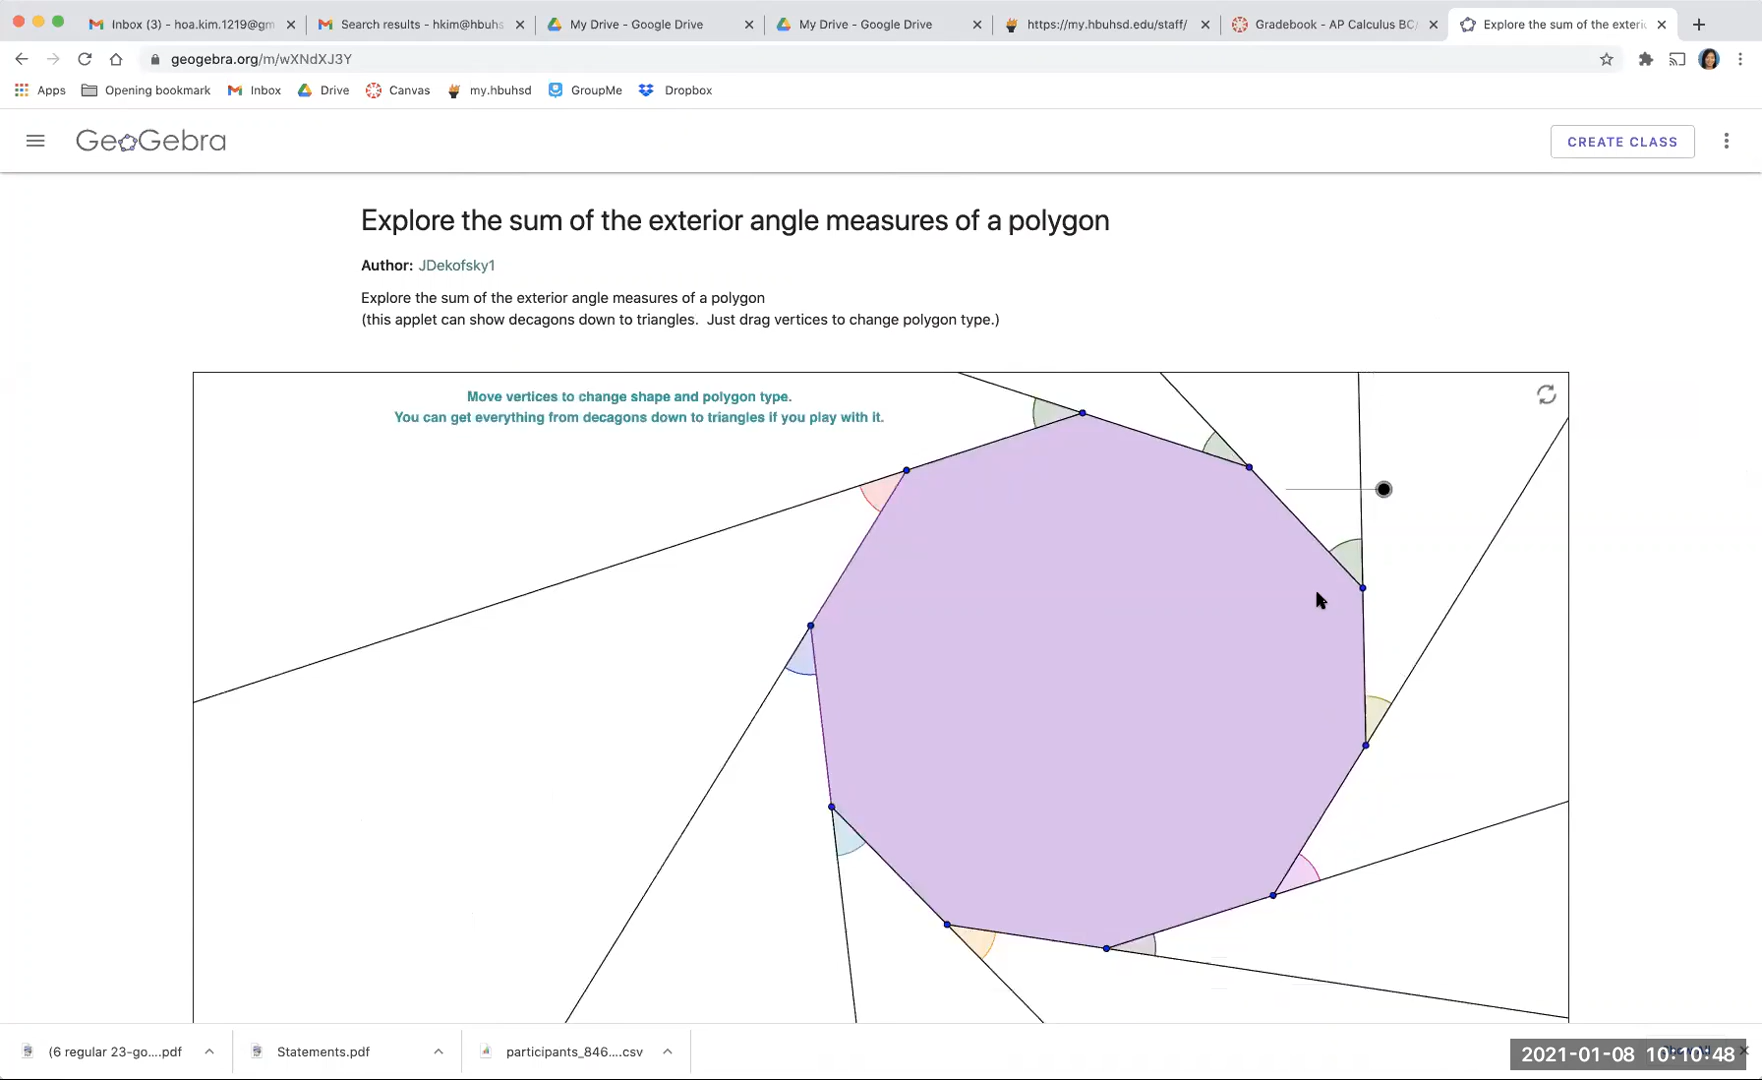 Inbox (3) - hoa.kim.1219@gm
Search results - hkim@hbuhs
My Drive - Google Drive
My Drive - Google Drive
https://my.hbuhsd.edu/staff/
Gradebook - AP Calculus BC/
Explore the sum of the exterio
geogebra.org/m/wXNdXJ3Y
Apps
Opening bookmark
Inbox
Drive
Canvas
my.hbuhsd
GroupMe
Dropbox
GeoGebra
CREATE CLASS
Explore the sum of the exterior angle measures of a polygon
Author: JDekofsky1
Explore the sum of the exterior angle measures of a polygon
(this applet can show decagons down to triangles. Just drag vertices to change polygon type.)
Move vertices to change shape and polygon type.
You can get everything from decagons down to triangles if you play with it.
(6 regular 23-go....pdf
Statements.pdf
participants_846....csv
2021-01-08 10:10:48